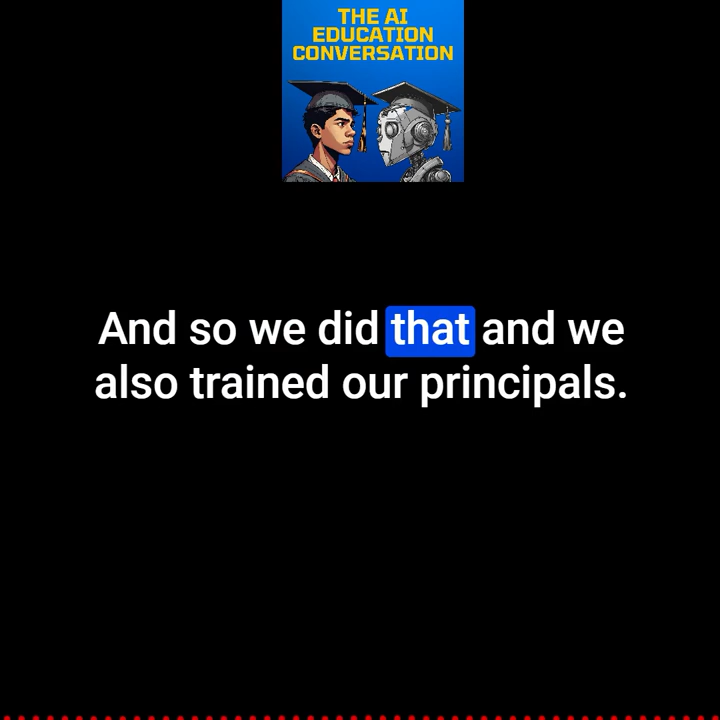 THE AI
EDUCATION
CONVERSATION
And so we did that and we
also trained our principals.